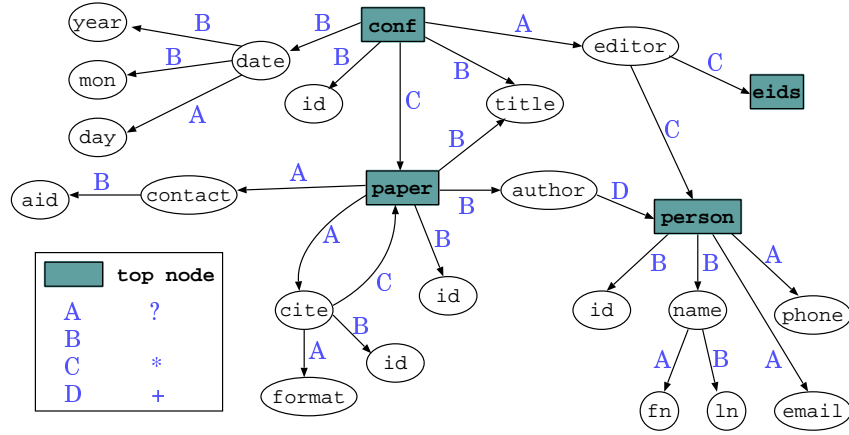 year
B
conf
A
B
B
date
B
editor
mon
B
B
C
A
id
C
title
eids
day
B
C
B
contact
A
paper
author
D
aid
B
person
A
B
B
B
A
top node
C
id
id
name
phone
A ?
cite
B
B
A
A
B
A
C *
id
D +
format
fn
ln
email